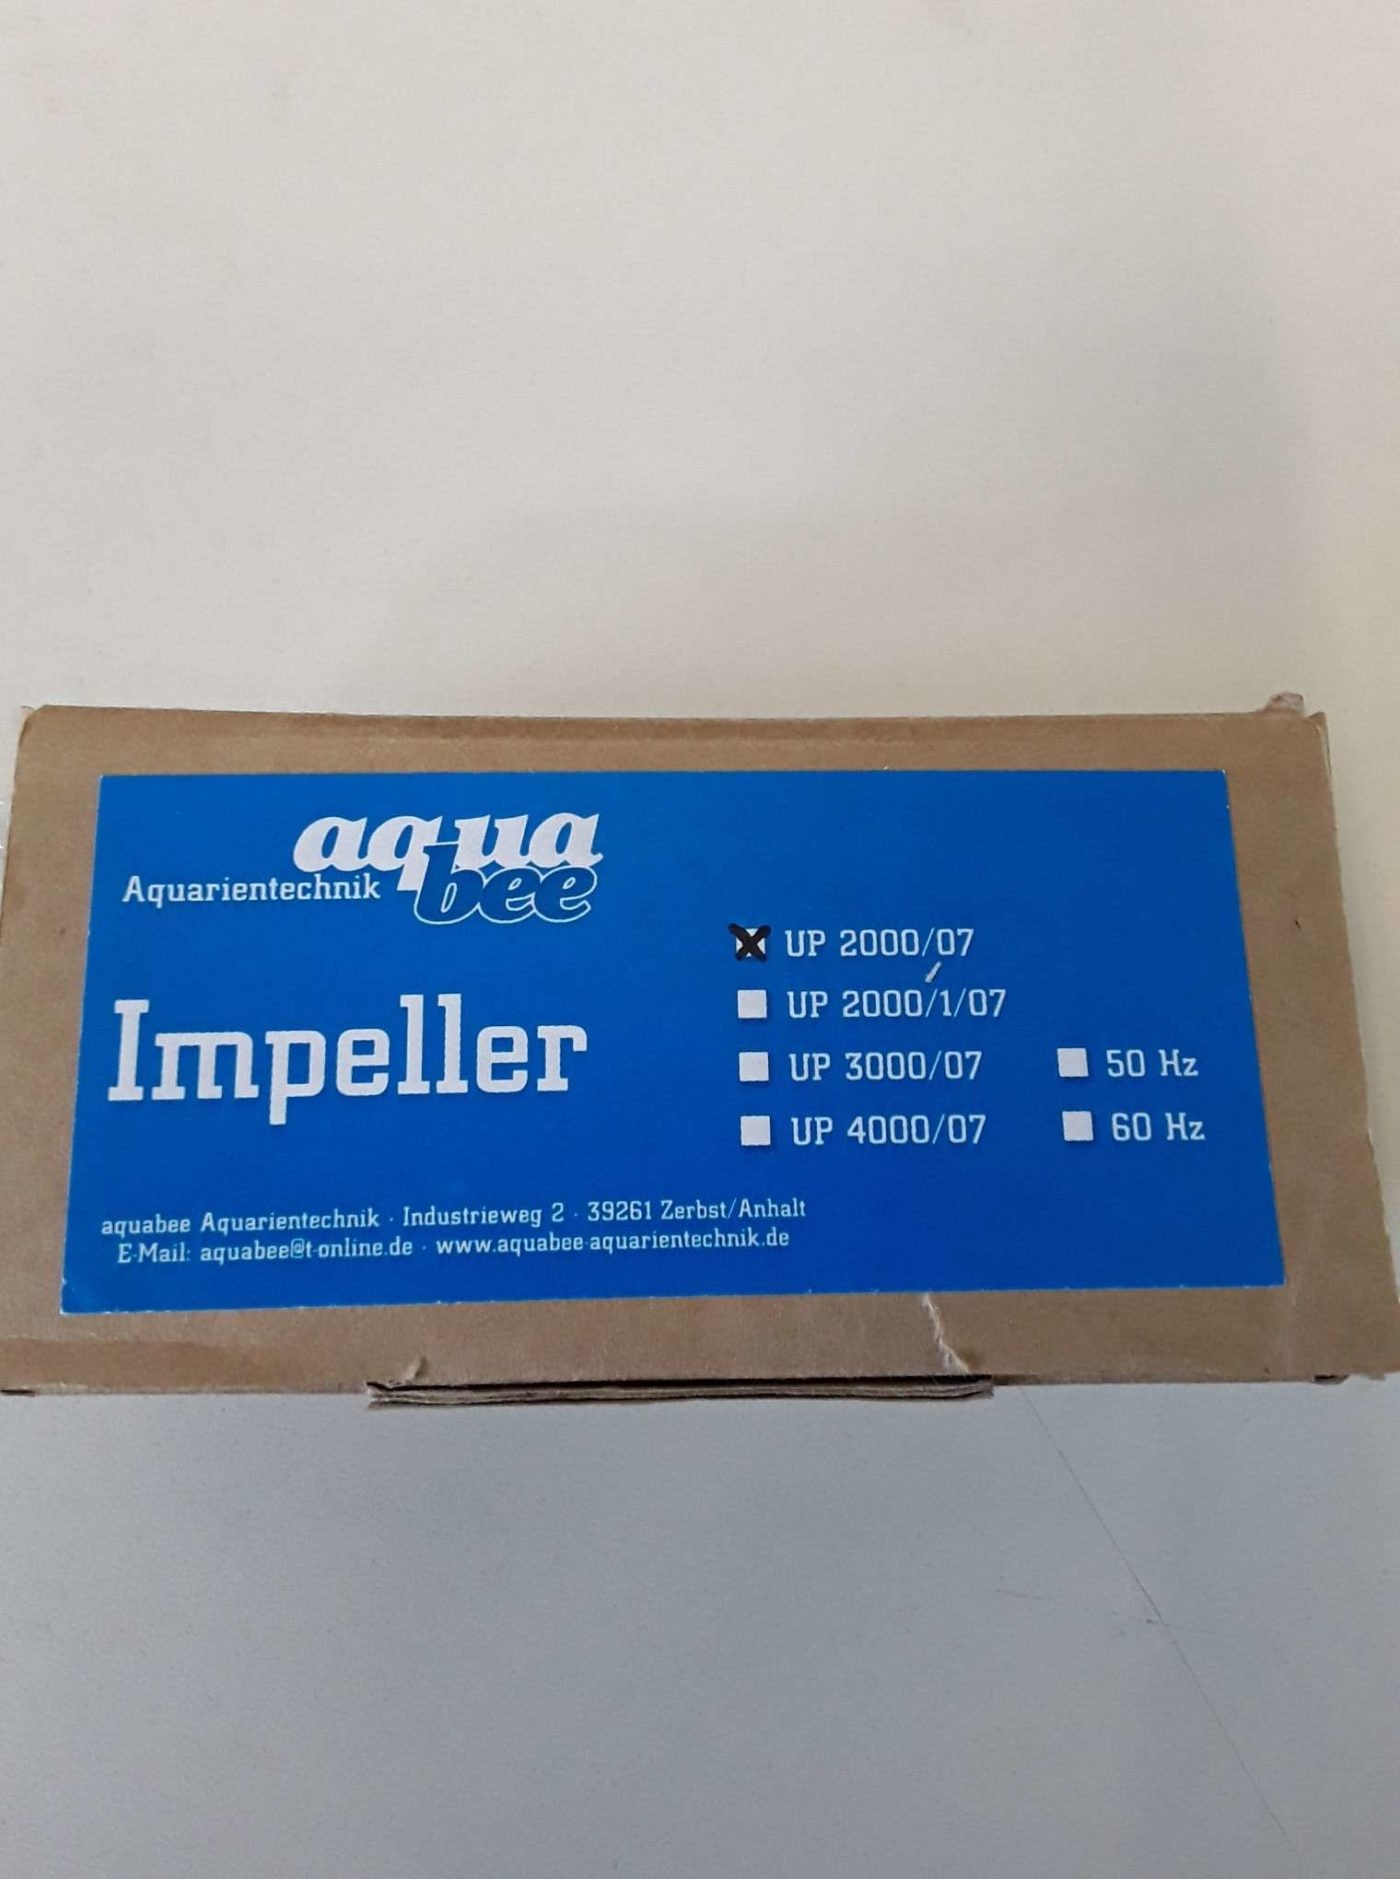 aqua
Aquarientechnik bee
Impeller
UP 2000/07
UP 2000/1/07
UP 3000/07 50 Hz
UP 4000/07 60 Hz
aquabee Aquarientechnik · Industrieweg 2 · 39261 Zerbst/Anhalt
E-Mail: aquabee@t-online.de · www.aquabee-aquarientechnik.de